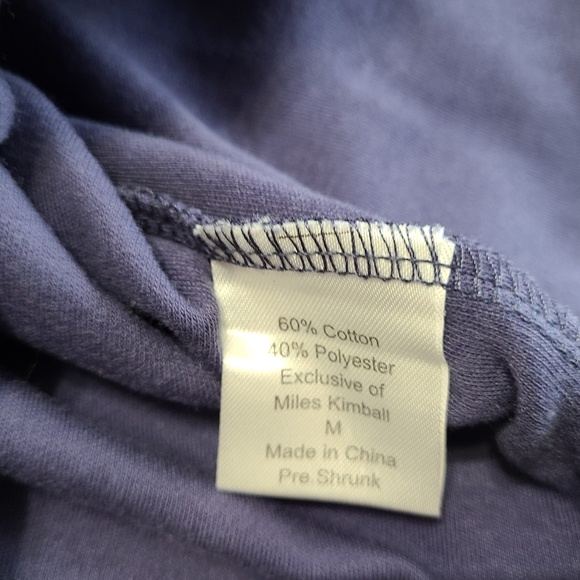 60% Cotton
40% Polyester
Exclusive of
Miles Kimball
M
Made in China
Pre Shrunk